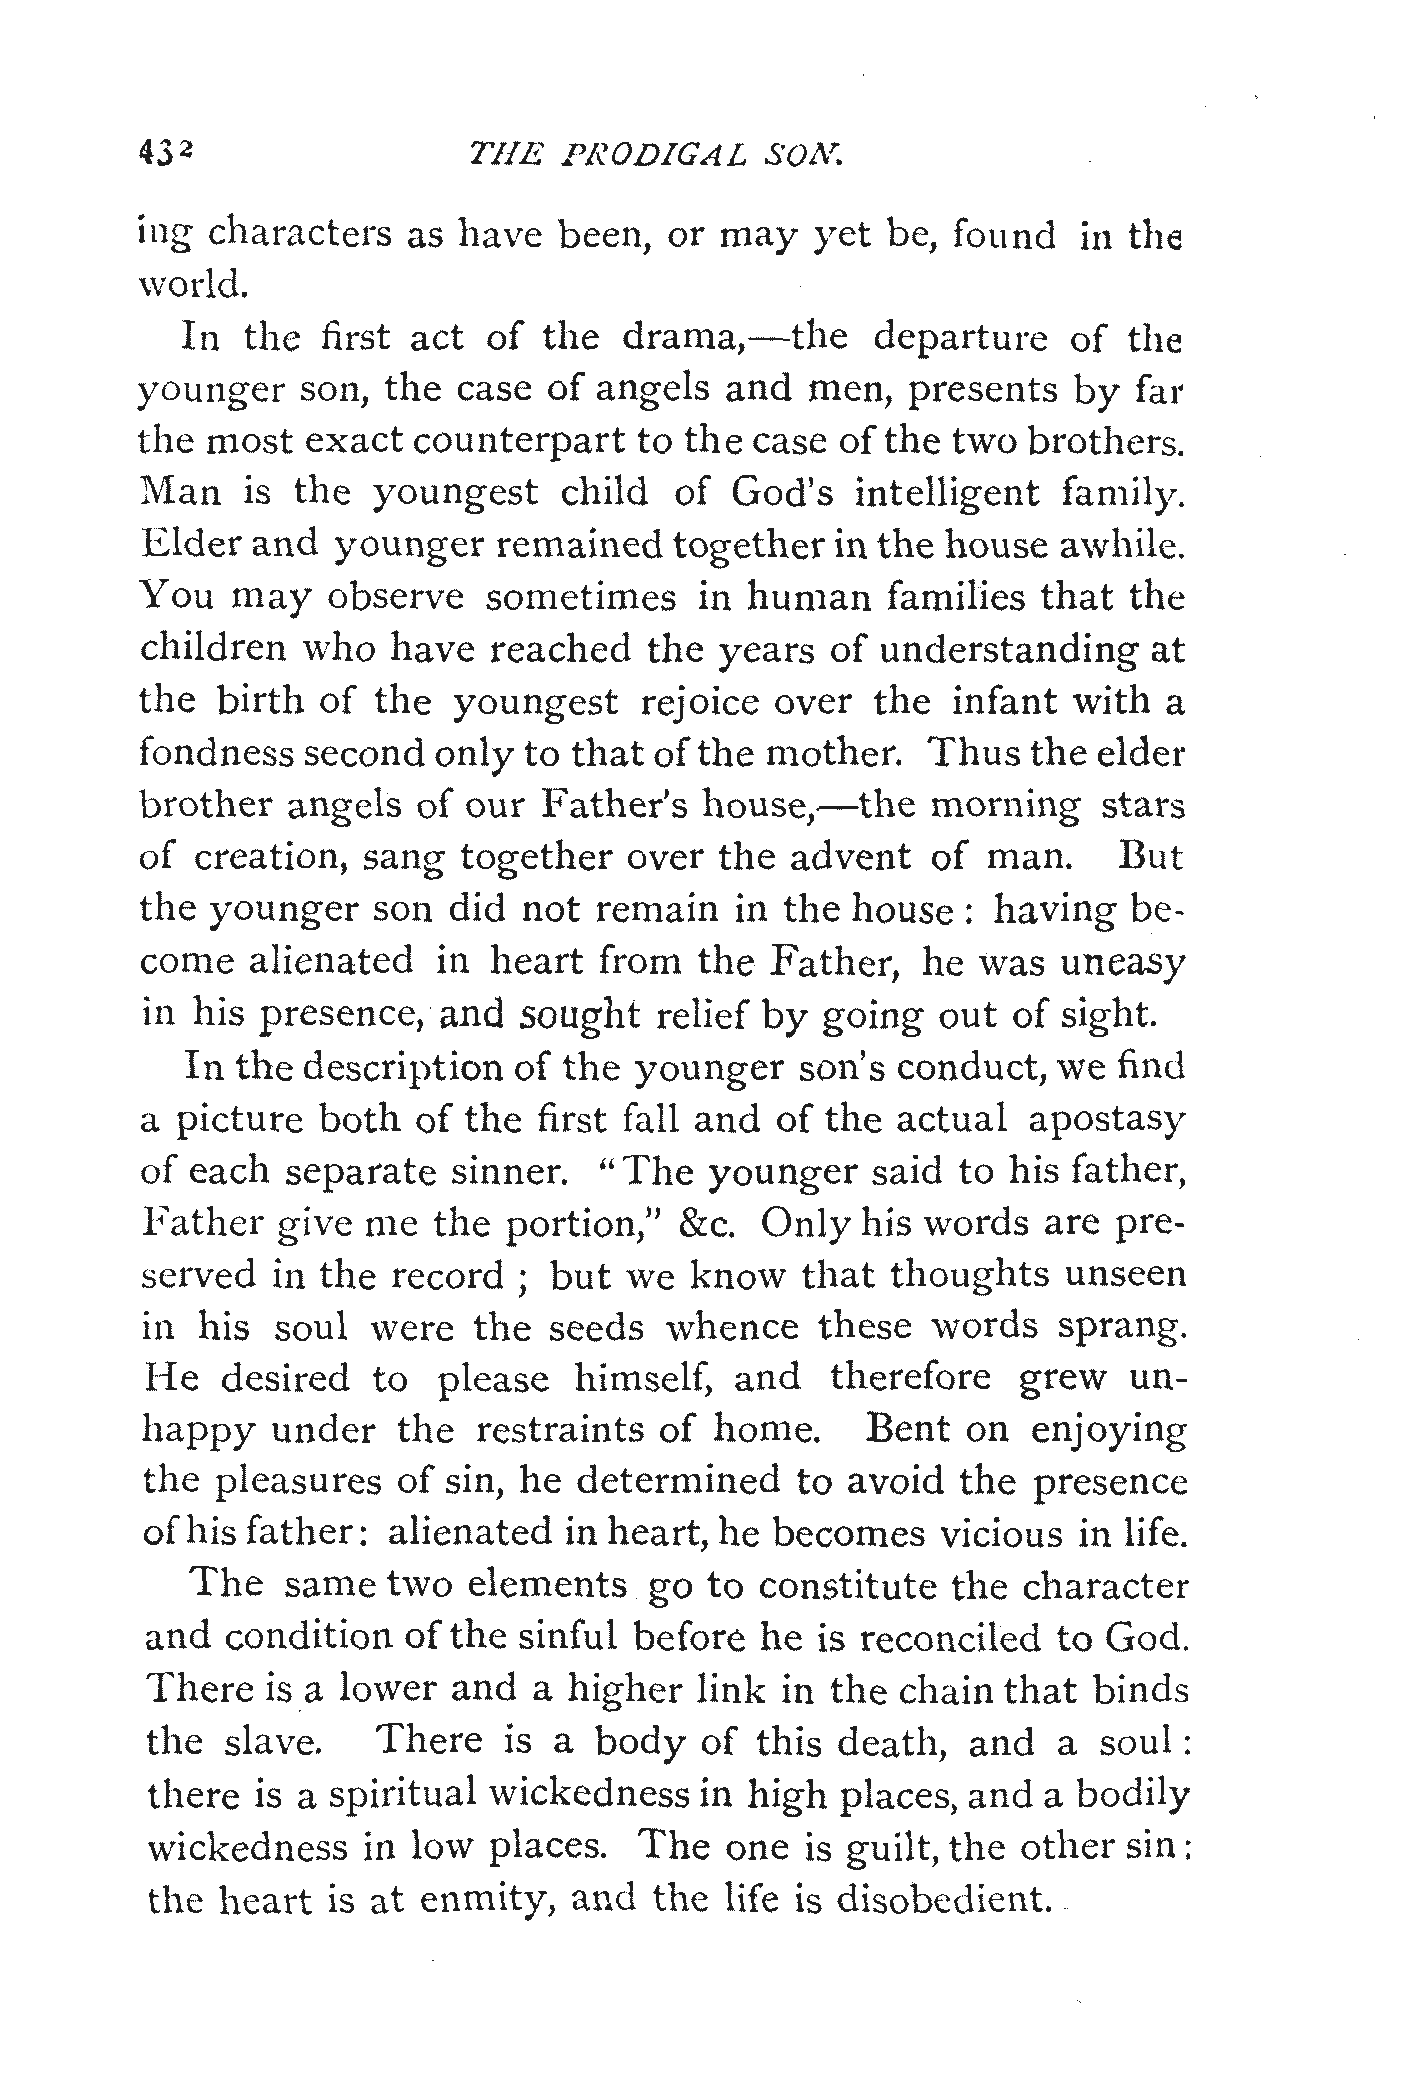 432 THE PRODIGAL SON.
ing characters as have been, or may yet be, found in the
world.
In the first act of the drama,—the departure of the
younger son, the case of angels and men, presents by far
the most exact counterpart to the case of the two brothers.
Man is the youngest child of God's intelligent family.
Elder and younger remained together in the house awhile.
You may observe sometimes in human families that the
children who have reached the years of understanding at
the birth of the youngest rejoice over the infant with a
fondness second only to that of the mother. Thus the elder
brother angels of our Father's house,—the morning stars
of creation, sang together over the advent of man. But
the younger son did not remain in the house : having be-
come alienated in heart from the Father, he was uneasy
in his presence, and sought relief by going out of sight.
In the description of the younger son's conduct, we find
a picture both of the first fall and of the actual apostasy
of each separate sinner. "The younger said to his father,
Father give me the portion," &c. Only his words are pre-
served in the record ; but we know that thoughts unseen
in his soul were the seeds whence these words sprang.
He desired to please himself, and therefore grew un-
happy under the restraints of home. Bent on enjoying
the pleasures of sin, he determined to avoid the presence
of his father: alienated in heart, he becomes vicious in life.
The same two elements go to constitute the character
and condition of the sinful before he is reconciled to God.
There is a lower and a higher link in the chain that binds
the slave. There is a body of this death, and a soul :
there is a spiritual wickedness in high places, and a bodily
wickedness in low places. The one is guilt, the other sin :
the heart is at enmity, and the life is disobedient.